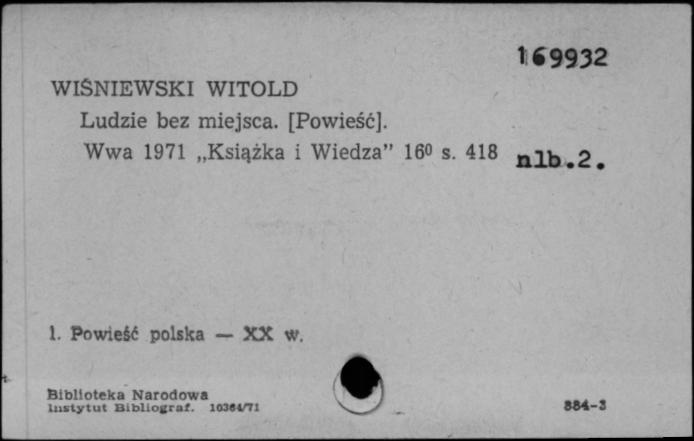 169932
WIŚNIEWSKI WITOLD
Ludzie bez miejsca. [Powieść].
Wwa 1971 „Książka i Wiedza” 16⁰ s. 418 nlb.2.
1. Powieść polska — XX w.
Biblioteka Narodowa
Instytut Bibliograf. 10364/71
884-3